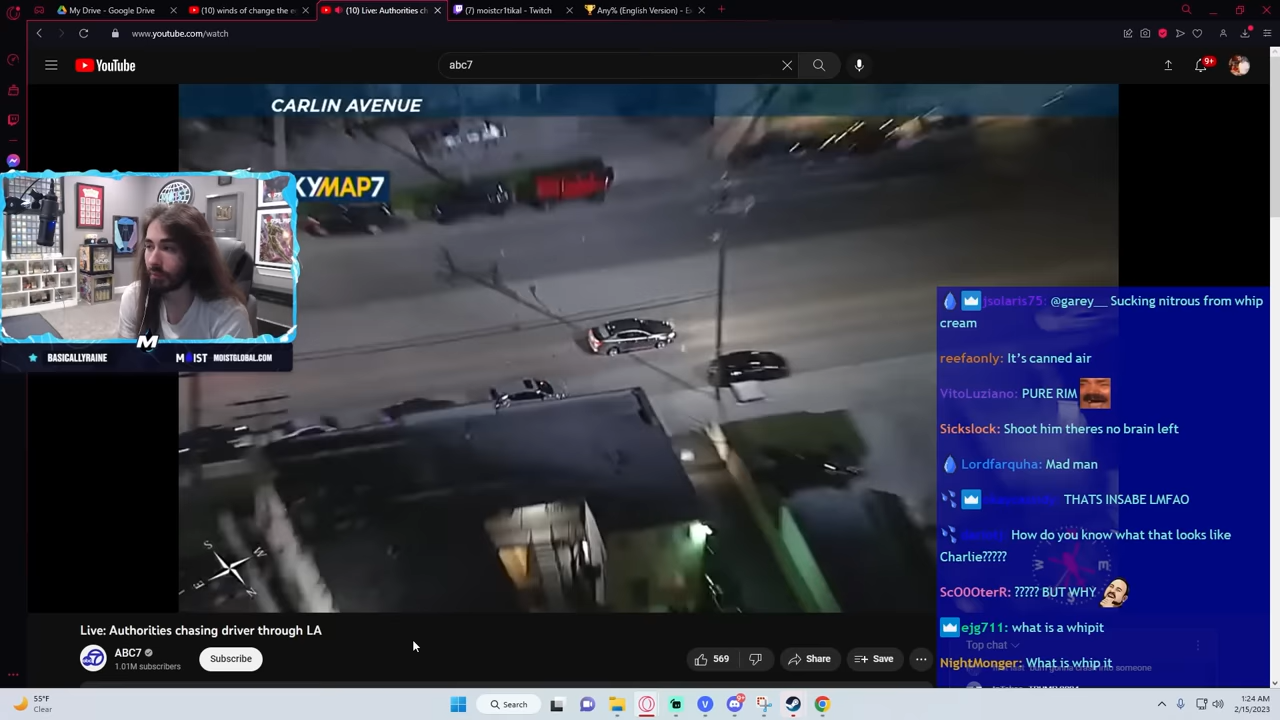 My Drive - Google Drive
(10) winds of change the e
(10) Live: Authorities ch
moistcr1tikal - Twitch
Any% (English Version) - Ex
www.youtube.com/watch
YouTube
abc7
9+
CARLIN AVENUE
KYMAP7
BASICALLYRAINE
M IST
MOISTGLOBAL.COM
M
jsolaris75: @garey__ Sucking nitrous from whip
cream
reefaonly: It's canned air
VitoLuziano: PURE RIM
Sickslock: Shoot him theres no brain left
Lordfarquha: Mad man
THATS INSABE LMFAO
How do you know what that looks like
Charlie?????
ScO0OterR: ????? BUT WHY
ejg711: what is a whipit
Top chat
NightMonger: What is whip it
S
W
E
Live: Authorities chasing driver through LA
ABC7
1.01M subscribers
Subscribe
569
Share
Save
55°F
Clear
Search
1:24 AM
2/15/2023